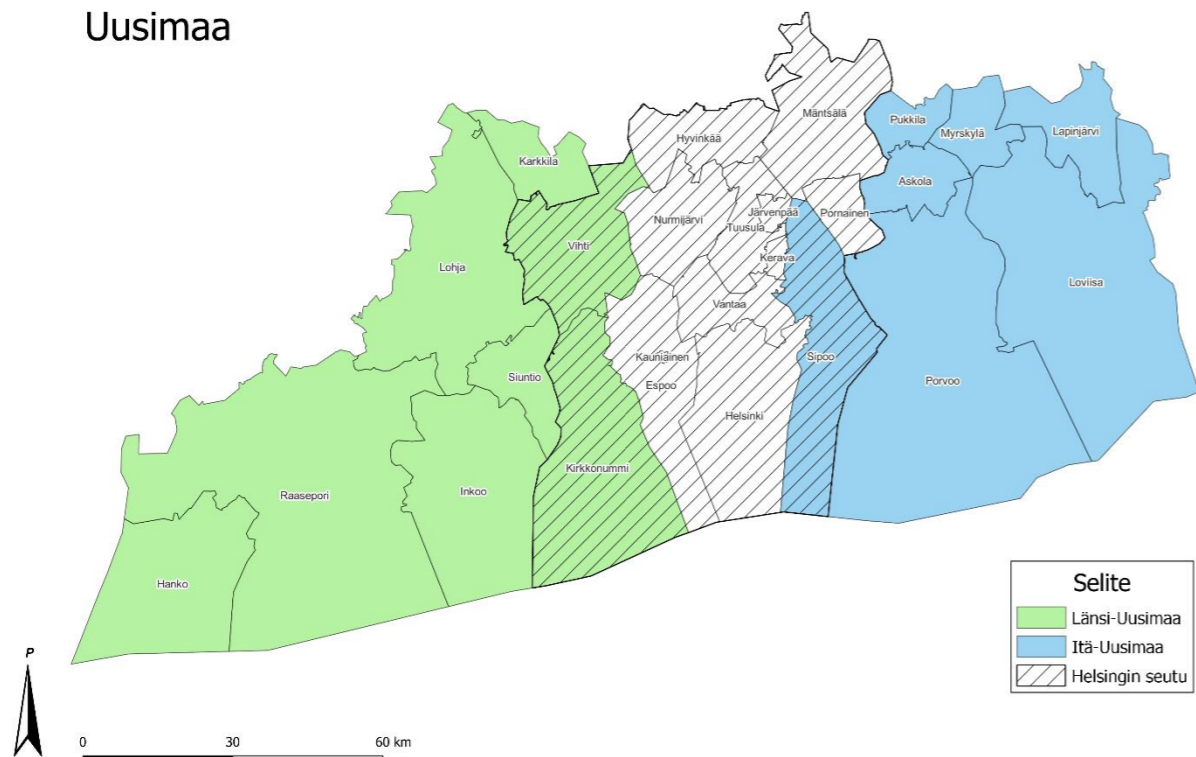 Uusimaa
Mäntsälä
Pukkila
Myrskylä
Lapinjärvi
Hyvinkää
Karkkila
Askola
Nurmijärvi
Järvenpää
Pornainen
Tuusula
Vihti
Kerava
Lohja
Loviisa
Vantaa
Kauniainen
Sipoo
Siuntio
Espoo
Porvoo
Helsinki
Kirkkonummi
Inkoo
Raasepori
Hanko
Selite
Länsi-Uusimaa
Itä-Uusimaa
Helsingin seutu
P
0 30 60 km